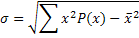 σ = √(∑ x²P(x) − x̄²)